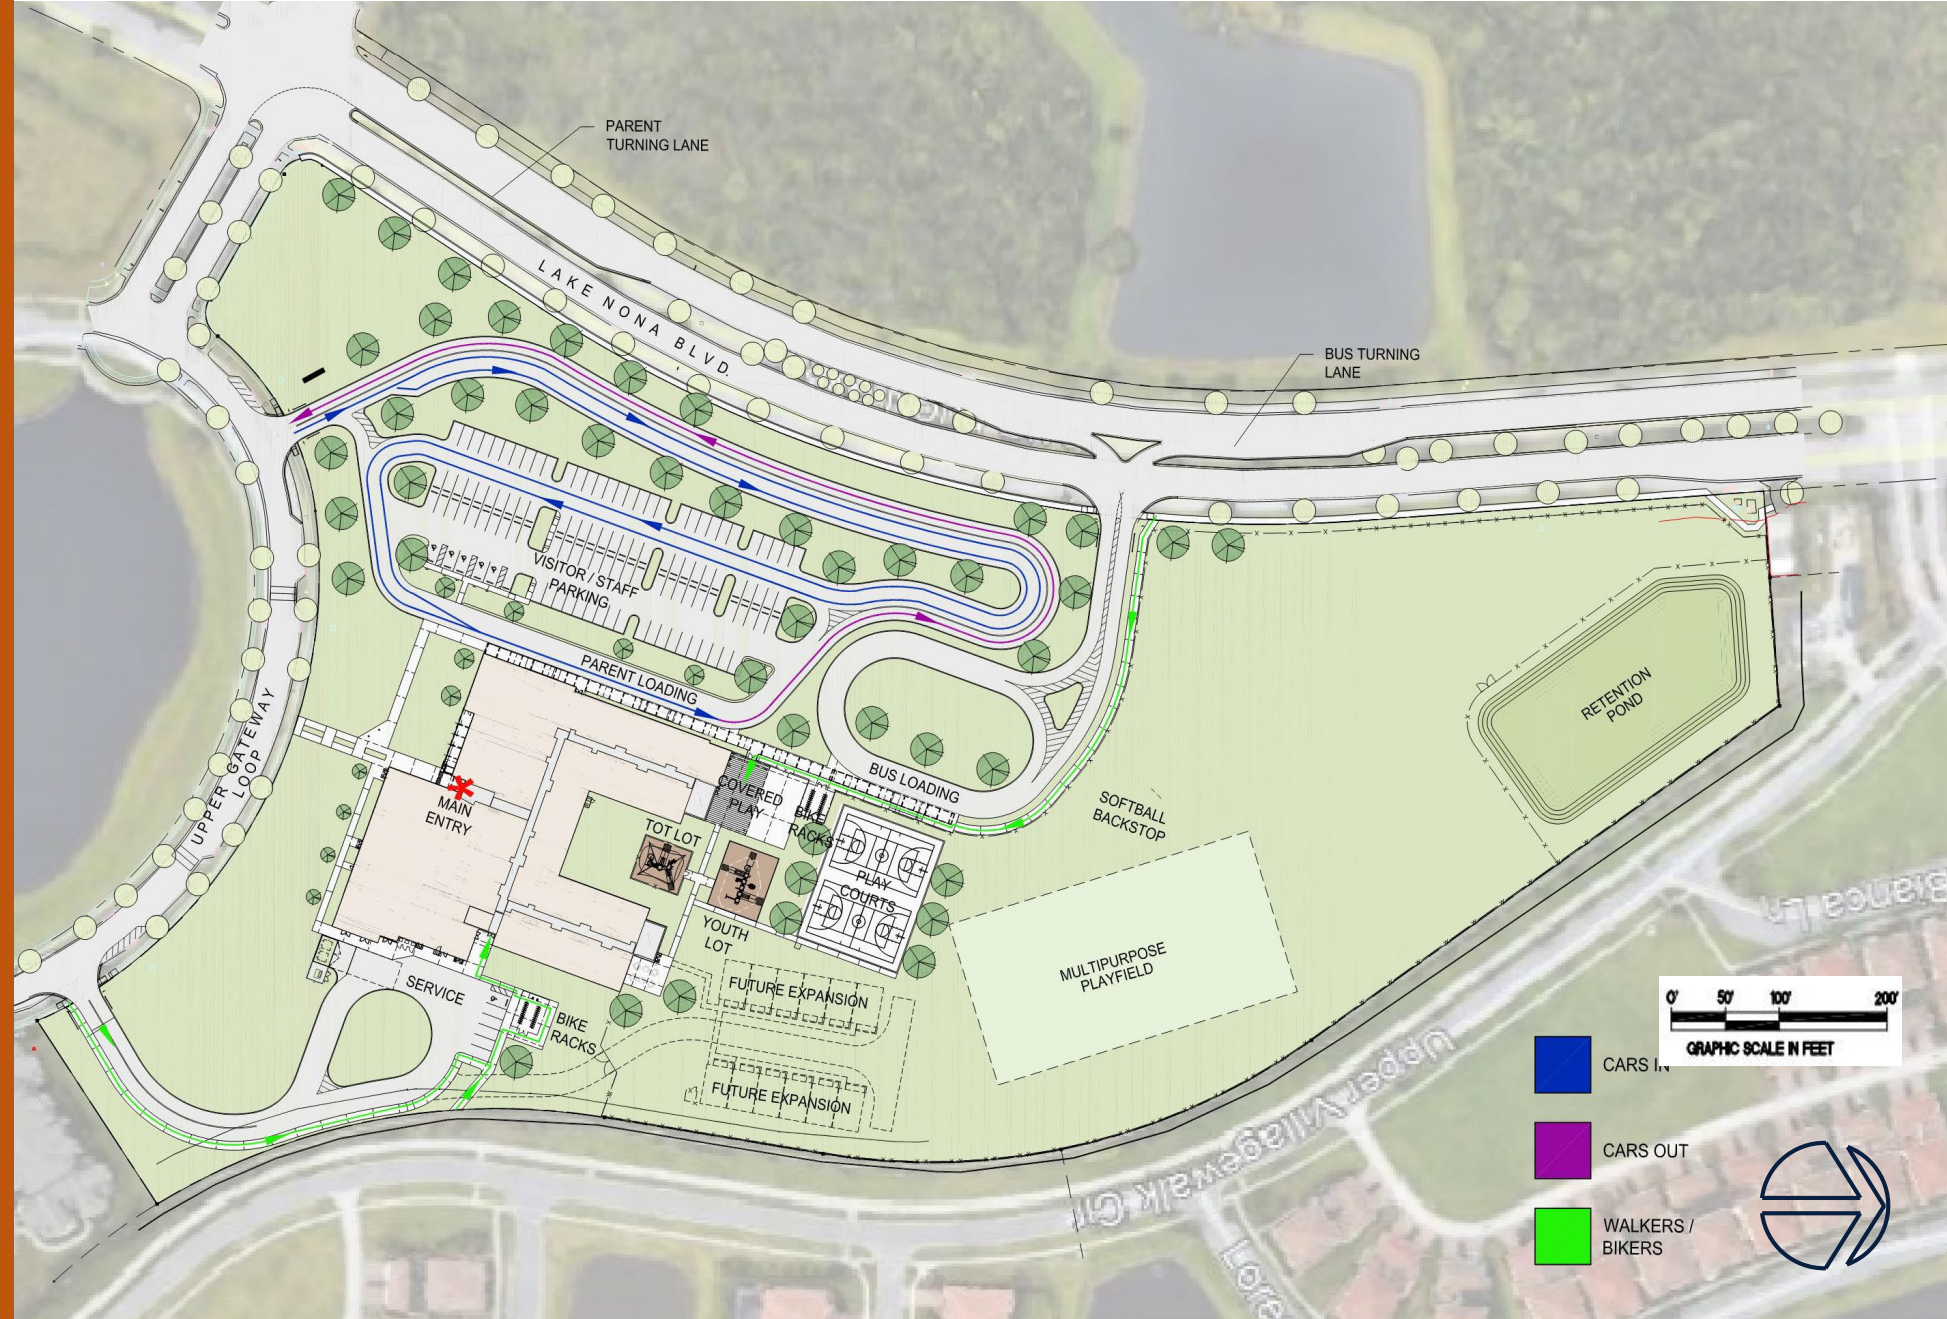 PARENT
TURNING LANE
LAKE NONA BLVD.
BUS TURNING
LANE
VISITOR / STAFF
PARKING
PARENT LOADING
RETENTION
POND
UPPER GATEWAY
LOOP
BUS LOADING
COVERED
PLAY
BIKE
RACKS
MAIN
ENTRY
TOT LOT
SOFTBALL
BACKSTOP
PLAY
COURTS
YOUTH
LOT
MULTIPURPOSE
PLAYFIELD
Bianca Ln
SERVICE
FUTURE EXPANSION
BIKE
RACKS
FUTURE EXPANSION
Upper Villagewalk Cir
Lore
0' 50' 100' 200'
GRAPHIC SCALE IN FEET
CARS IN
CARS OUT
WALKERS /
BIKERS